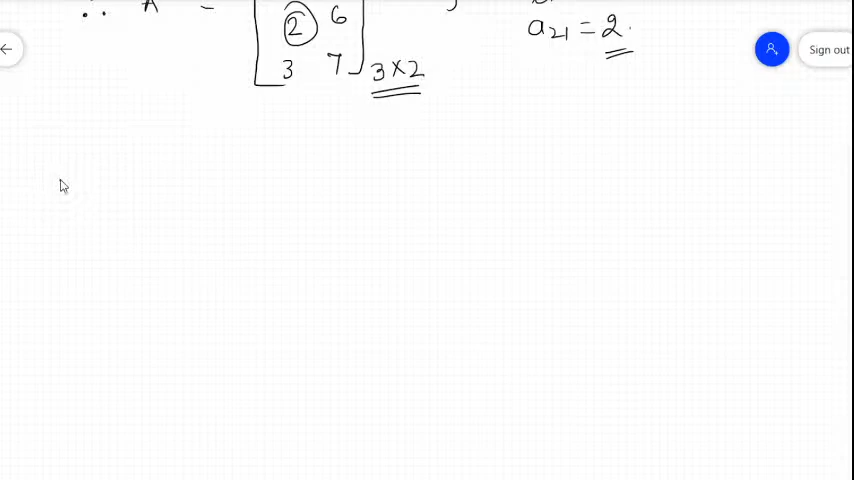 ∴ A =
2 6 a₂₁ = 2.
3 7 3×2
Sign out